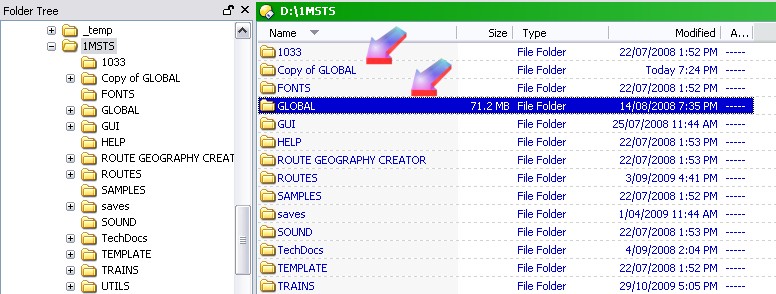 Folder Tree
_temp
1MSTS
1033
Copy of GLOBAL
FONTS
GLOBAL
GUI
HELP
ROUTE GEOGRAPHY CREAT
ROUTES
SAMPLES
saves
SOUND
TechDocs
TEMPLATE
TRAINS
UTILS
D:\1MSTS
Name Size Type Modified A...
1033 File Folder 22/07/2008 1:52 PM -----
Copy of GLOBAL File Folder Today 7:24 PM -----
FONTS File Folder 22/07/2008 1:52 PM -----
GLOBAL 71.2 MB File Folder 14/08/2008 7:35 PM -----
GUI File Folder 25/07/2008 11:44 AM -----
HELP File Folder 22/07/2008 1:53 PM -----
ROUTE GEOGRAPHY CREATOR File Folder 22/07/2008 1:53 PM -----
ROUTES File Folder 3/09/2009 4:41 PM -----
SAMPLES File Folder 22/07/2008 1:52 PM -----
saves File Folder 1/04/2009 11:44 AM -----
SOUND File Folder 22/07/2008 1:53 PM -----
TechDocs File Folder 4/09/2008 2:04 PM -----
TEMPLATE File Folder 22/07/2008 1:52 PM -----
TRAINS File Folder 29/10/2009 5:05 PM -----